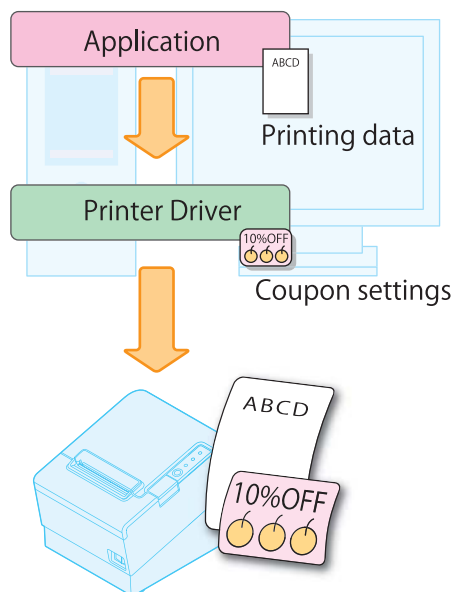 Application
ABCD
Printing data
Printer Driver
10%OFF
Coupon settings
ABCD
10%OFF